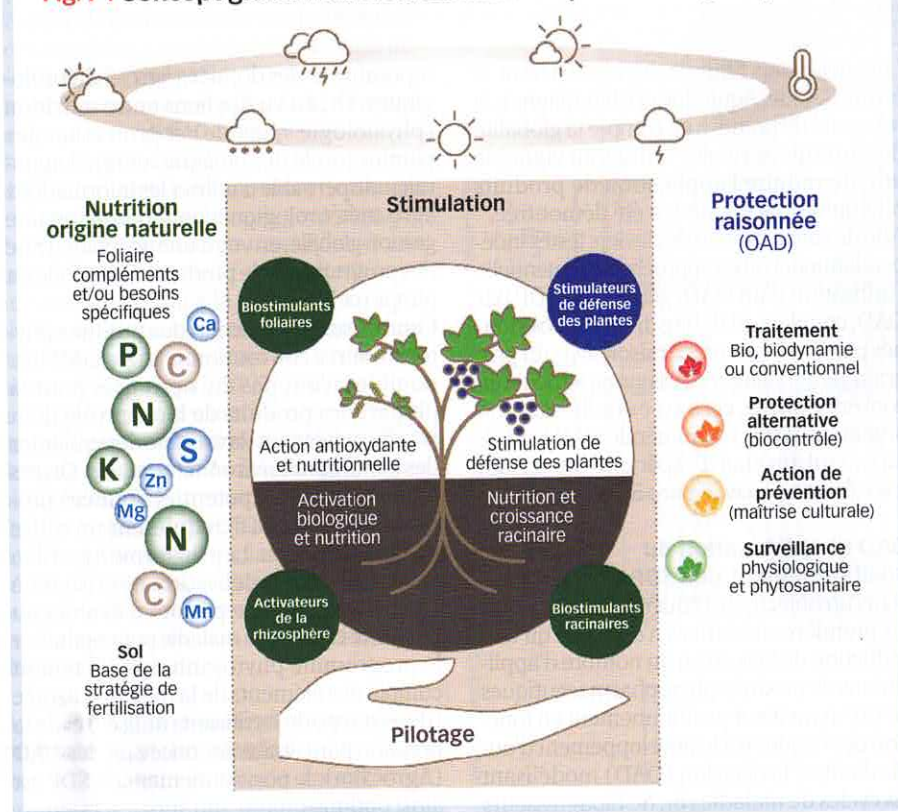 Nutrition
origine naturelle
Foliaire
compléments
et/ou besoins
spécifiques
Ca
P
C
N
K
S
Zn
Mg
N
C
Mn
Sol
Base de la
stratégie de
fertilisation
Stimulation
Biostimulants
foliaires
Stimulateurs
de défense
des plantes
Action antioxydante
et nutritionnelle
Stimulation de
défense des plantes
Activation
biologique
et nutrition
Nutrition et
croissance
racinaire
Activateurs
de la
rhizosphère
Biostimulants
racinaires
Pilotage
Protection
raisonnée
(OAD)
Traitement
Bio, biodynamie
ou conventionnel
Protection
alternative
(biocontrôle)
Action de
prévention
(maîtrise culturale)
Surveillance
physiologique
et phytosanitaire